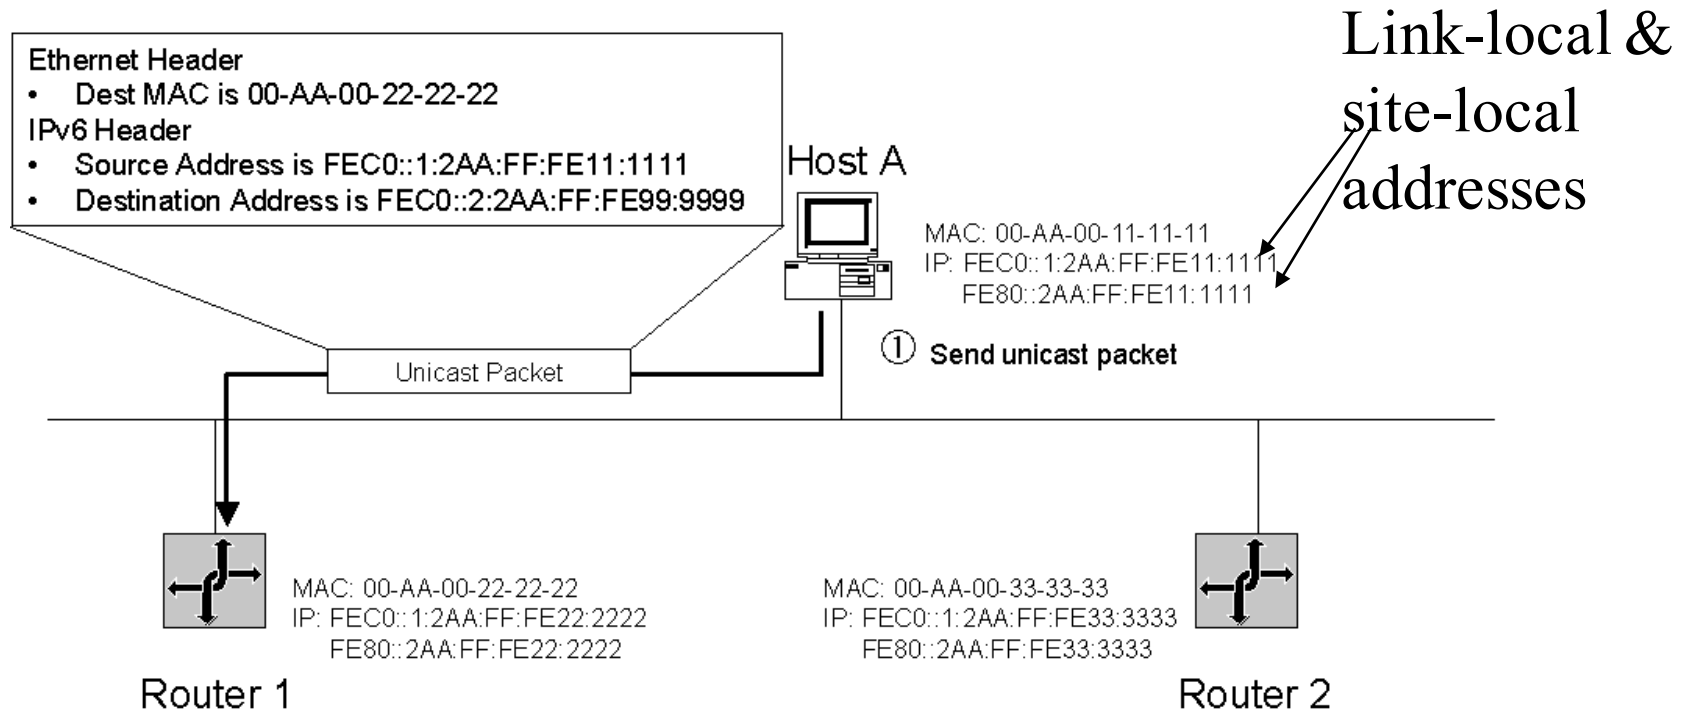 Link-local &
site-local
addresses
Ethernet Header
• Dest MAC is 00-AA-00-22-22-22
IPv6 Header
• Source Address is FEC0::1:2AA:FF:FE11:1111
• Destination Address is FEC0::2:2AA:FF:FE99:9999
Host A
MAC: 00-AA-00-11-11-11
IP: FEC0::1:2AA:FF:FE11:1111
FE80::2AA:FF:FE11:1111
① Send unicast packet
Unicast Packet
MAC: 00-AA-00-22-22-22
IP: FEC0::1:2AA:FF:FE22:2222
FE80::2AA:FF:FE22:2222
Router 1
MAC: 00-AA-00-33-33-33
IP: FEC0::1:2AA:FF:FE33:3333
FE80::2AA:FF:FE33:3333
Router 2